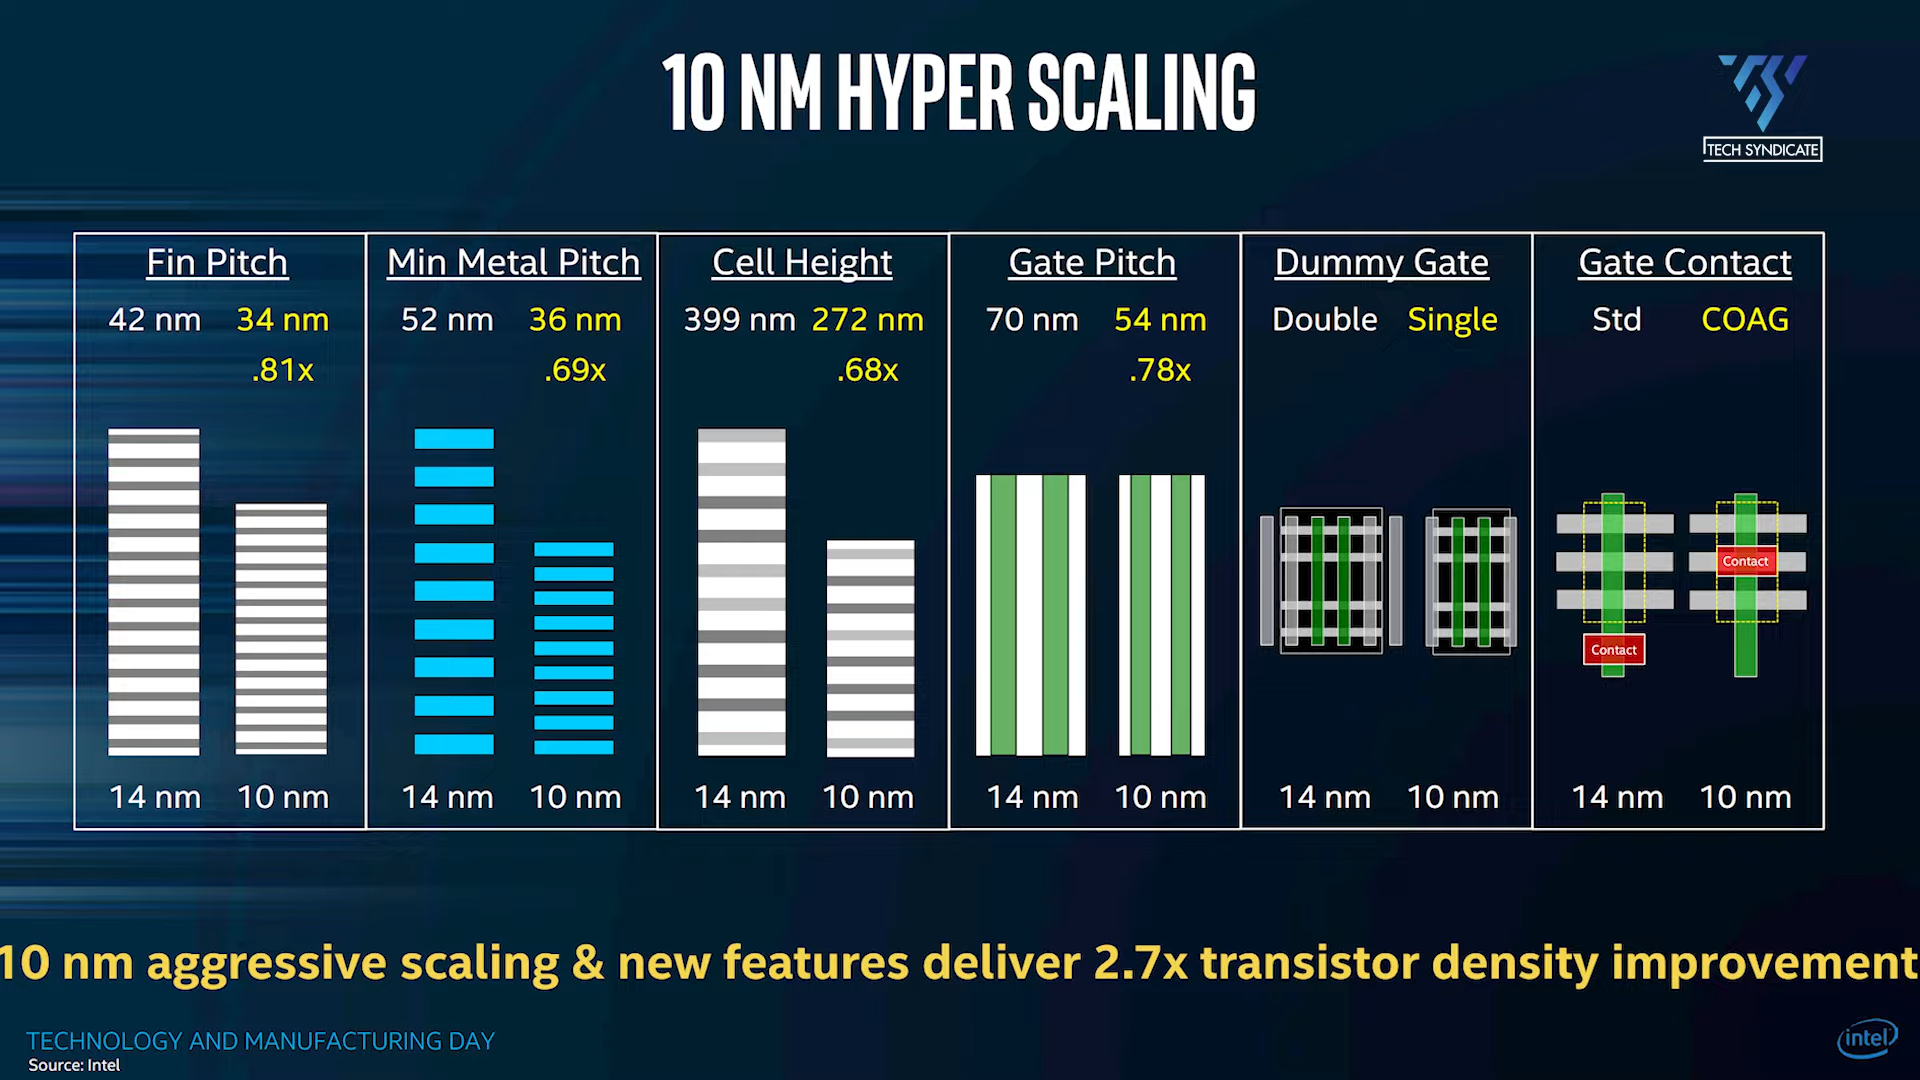 10 NM HYPER SCALING
TECH SYNDICATE
Fin Pitch
42 nm 34 nm
.81x
14 nm 10 nm
Min Metal Pitch
52 nm 36 nm
.69x
14 nm 10 nm
Cell Height
399 nm 272 nm
.68x
14 nm 10 nm
Gate Pitch
70 nm 54 nm
.78x
14 nm 10 nm
Dummy Gate
Double Single
14 nm 10 nm
Gate Contact
Std COAG
Contact
Contact
14 nm 10 nm
10 nm aggressive scaling & new features deliver 2.7x transistor density improvement
TECHNOLOGY AND MANUFACTURING DAY
Source: Intel
intel